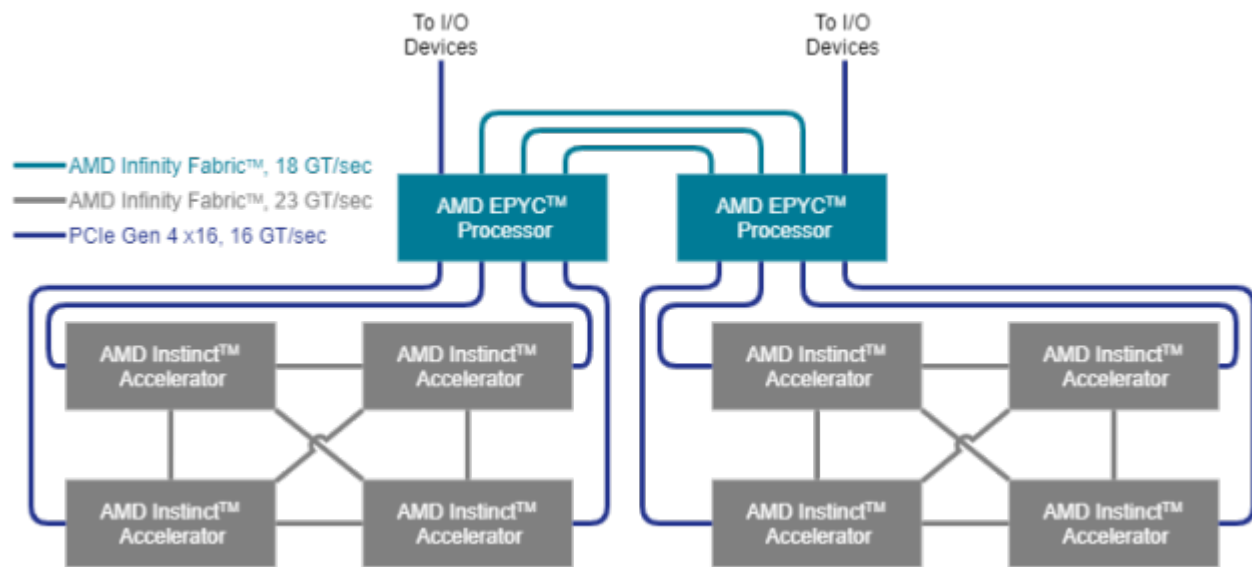 To I/O
Devices
To I/O
Devices
AMD Infinity Fabric™, 18 GT/sec
AMD Infinity Fabric™, 23 GT/sec
PCIe Gen 4 x16, 16 GT/sec
AMD EPYC™
Processor
AMD EPYC™
Processor
AMD Instinct™
Accelerator
AMD Instinct™
Accelerator
AMD Instinct™
Accelerator
AMD Instinct™
Accelerator
AMD Instinct™
Accelerator
AMD Instinct™
Accelerator
AMD Instinct™
Accelerator
AMD Instinct™
Accelerator